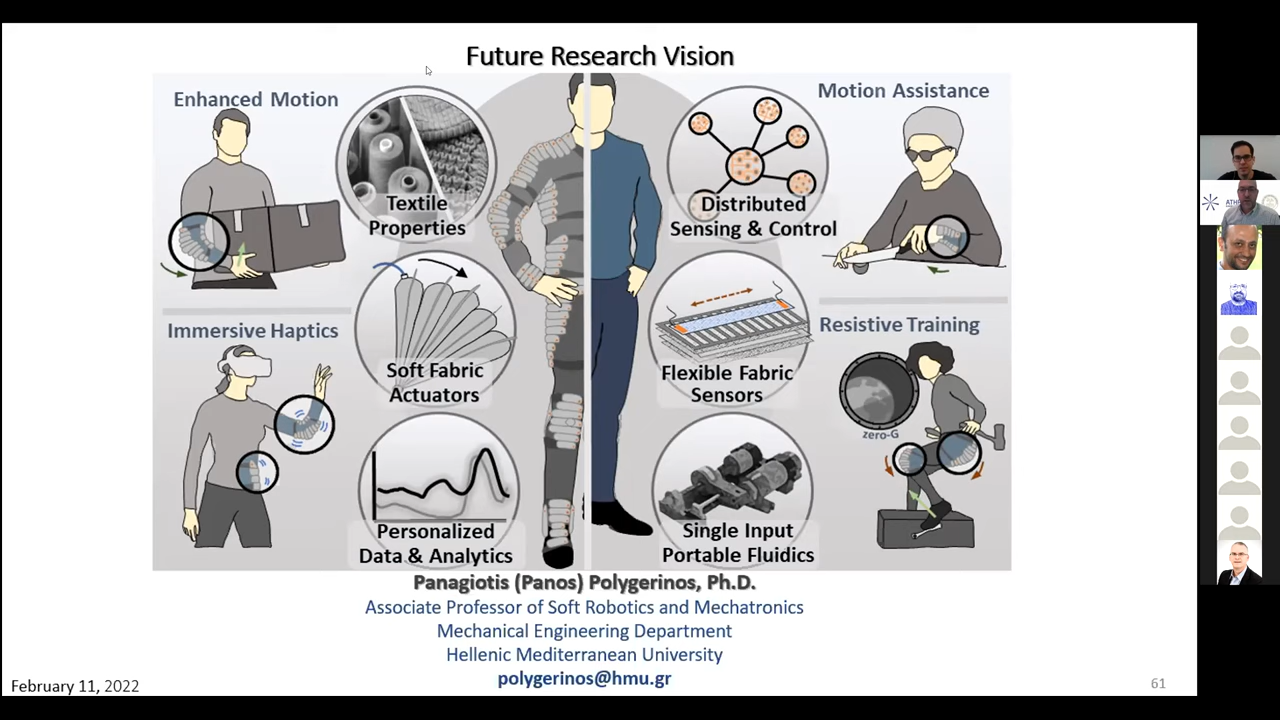 Future Research Vision
Enhanced Motion
Motion Assistance
Textile
Properties
Distributed
Sensing & Control
Immersive Haptics
Resistive Training
Soft Fabric
Actuators
Flexible Fabric
Sensors
zero-G
Personalized
Data & Analytics
Single Input
Portable Fluidics
Panagiotis (Panos) Polygerinos, Ph.D.
Associate Professor of Soft Robotics and Mechatronics
Mechanical Engineering Department
Hellenic Mediterranean University
polygerinos@hmu.gr
February 11, 2022
61